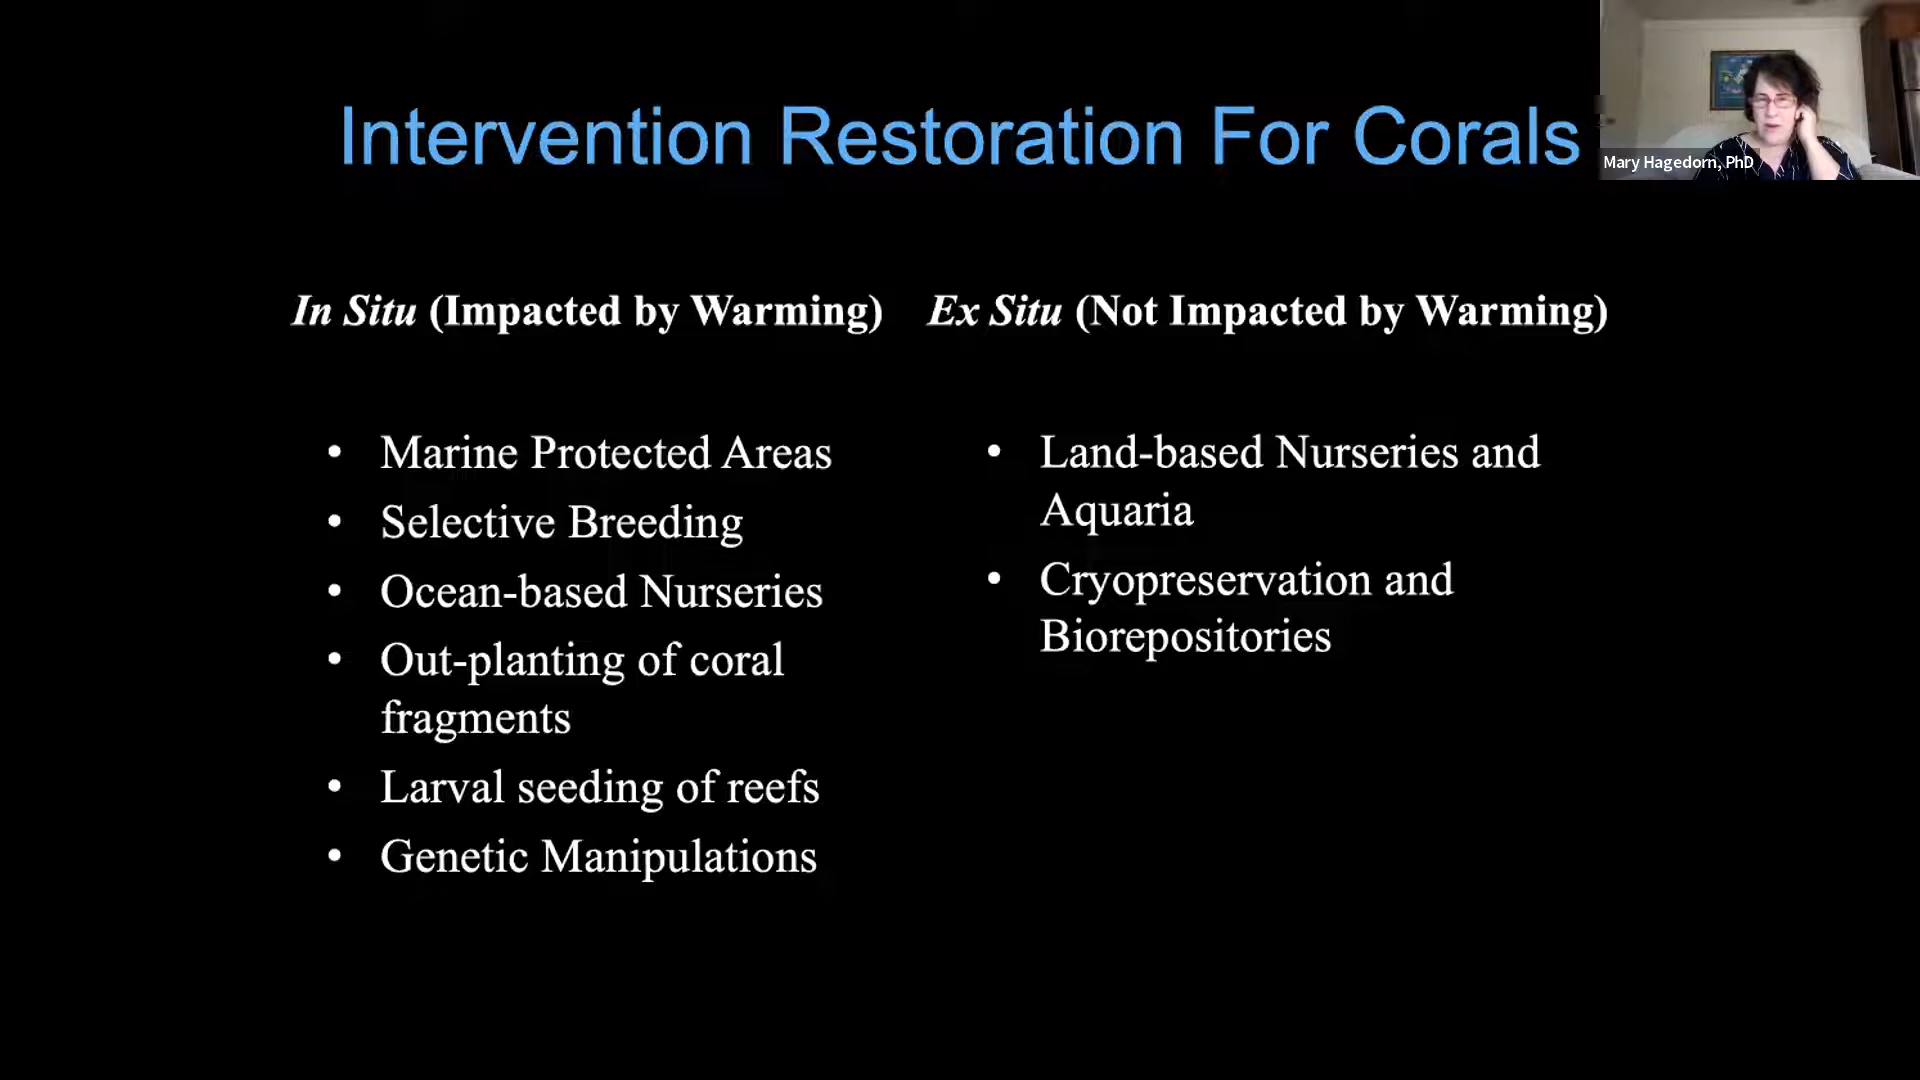 Intervention Restoration For Corals
Mary Hagedorn, PhD
In Situ (Impacted by Warming)
Ex Situ (Not Impacted by Warming)
• Marine Protected Areas
• Selective Breeding
• Ocean-based Nurseries
• Out-planting of coral
fragments
• Larval seeding of reefs
• Genetic Manipulations
• Land-based Nurseries and
Aquaria
• Cryopreservation and
Biorepositories